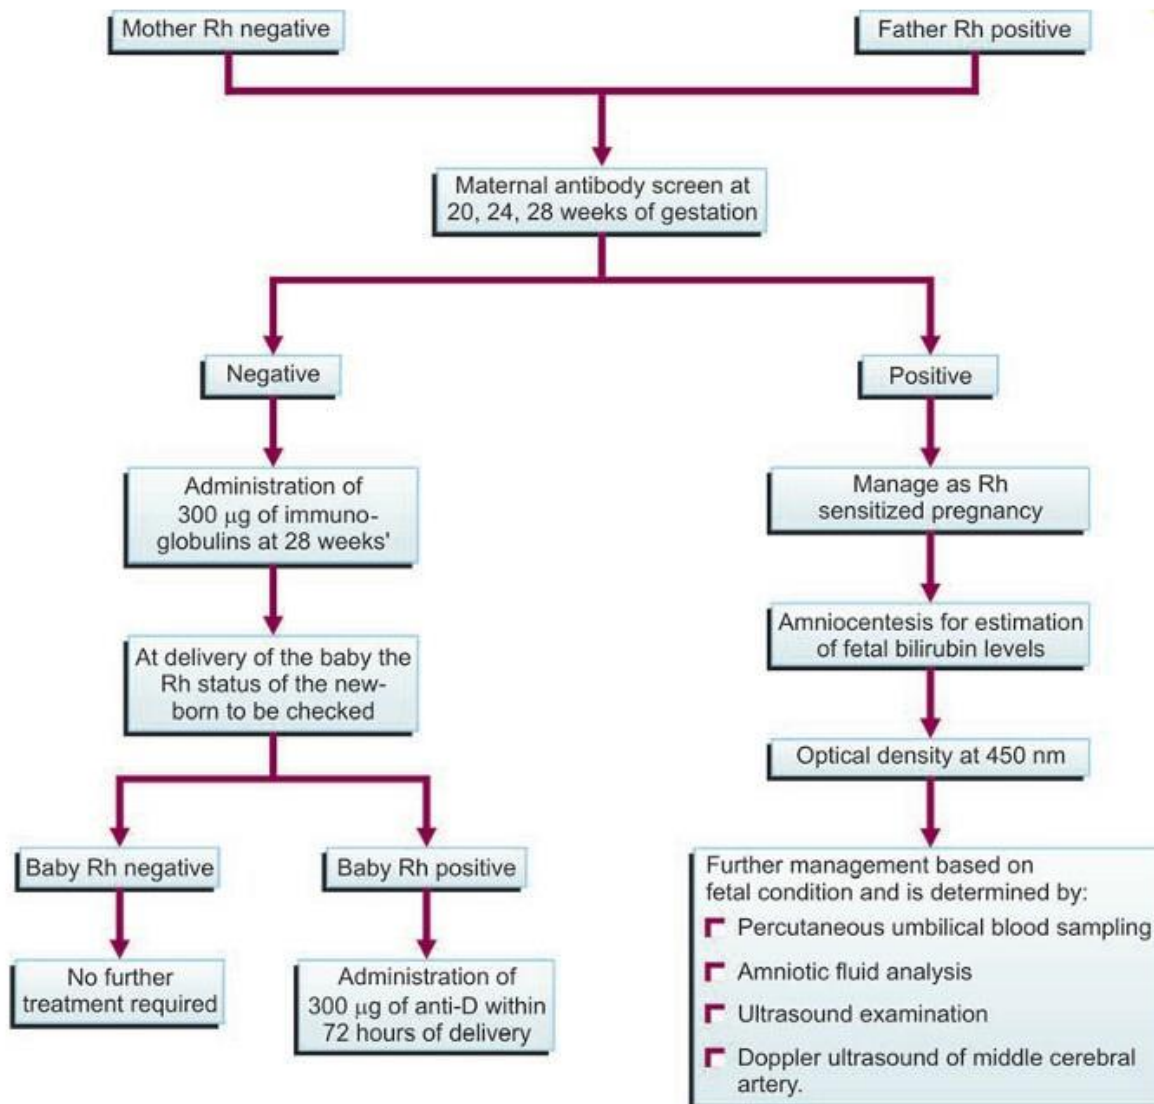 Mother Rh negative
Father Rh positive
Maternal antibody screen at
20, 24, 28 weeks of gestation
Negative
Positive
Administration of
300 μg of immuno-
globulins at 28 weeks'
Manage as Rh
sensitized pregnancy
At delivery of the baby the
Rh status of the new-
born to be checked
Amniocentesis for estimation
of fetal bilirubin levels
Optical density at 450 nm
Baby Rh negative
Baby Rh positive
No further
treatment required
Administration of
300 μg of anti-D within
72 hours of delivery
Further management based on
fetal condition and is determined by:
Percutaneous umbilical blood sampling
Amniotic fluid analysis
Ultrasound examination
Doppler ultrasound of middle cerebral
artery.